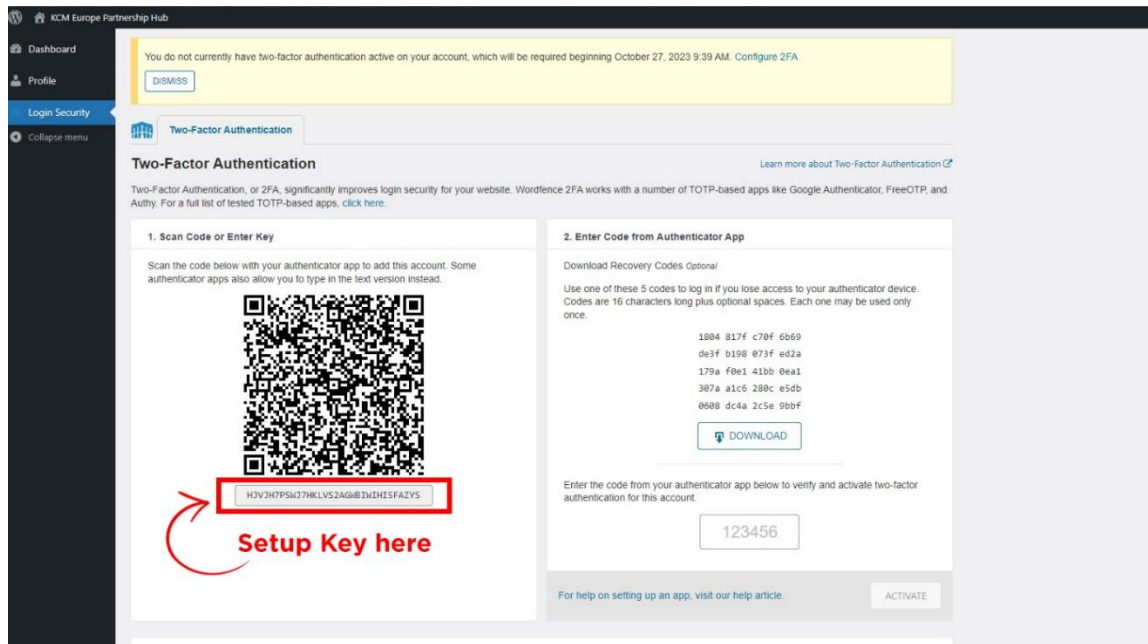 KCM Europe Partnership Hub
Dashboard
Profile
Login Security
Collapse menu
You do not currently have two-factor authentication active on your account, which will be required beginning October 27, 2023 9:39 AM. Configure 2FA
DISMISS
Two-Factor Authentication
Two-Factor Authentication
Learn more about Two-Factor Authentication
Two-Factor Authentication, or 2FA, significantly improves login security for your website. Wordfence 2FA works with a number of TOTP-based apps like Google Authenticator, FreeOTP, and
Authy. For a full list of tested TOTP-based apps, click here.
1. Scan Code or Enter Key
Scan the code below with your authenticator app to add this account. Some
authenticator apps also allow you to type in the text version instead.
HJVJH7PSWJ7HKLVS2AGWBIWIHISFAZYS
Setup Key here
2. Enter Code from Authenticator App
Download Recovery Codes Optional
Use one of these 5 codes to log in if you lose access to your authenticator device.
Codes are 16 characters long plus optional spaces. Each one may be used only
once.
1804 817f c70f 6b69
de3f b198 073f ed2a
179a f0e1 41bb 0ea1
307a a1c6 280c e5db
0608 dc4a 2c5e 9bbf
DOWNLOAD
Enter the code from your authenticator app below to verify and activate two-factor
authentication for this account.
123456
For help on setting up an app, visit our help article.
ACTIVATE